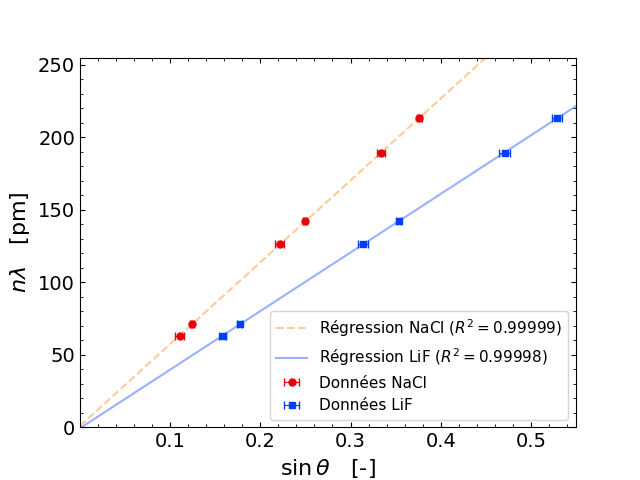 250
200
150
100
50
0
nλ [pm]
0.1 0.2 0.3 0.4 0.5
sin θ [-]
Régression NaCl (R² = 0.99999)
Régression LiF (R² = 0.99998)
Données NaCl
Données LiF